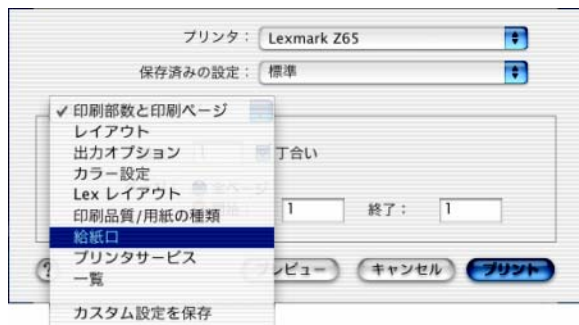 プリンタ： Lexmark Z65
保存済みの設定： 標準
✓ 印刷部数と印刷ページ
レイアウト
出力オプション
丁合い
カラー設定
Lex レイアウト
全ページ
印刷品質/用紙の種類
1 終了： 1
給紙口
プリンタサービス
一覧
? プレビュー キャンセル プリント
カスタム設定を保存